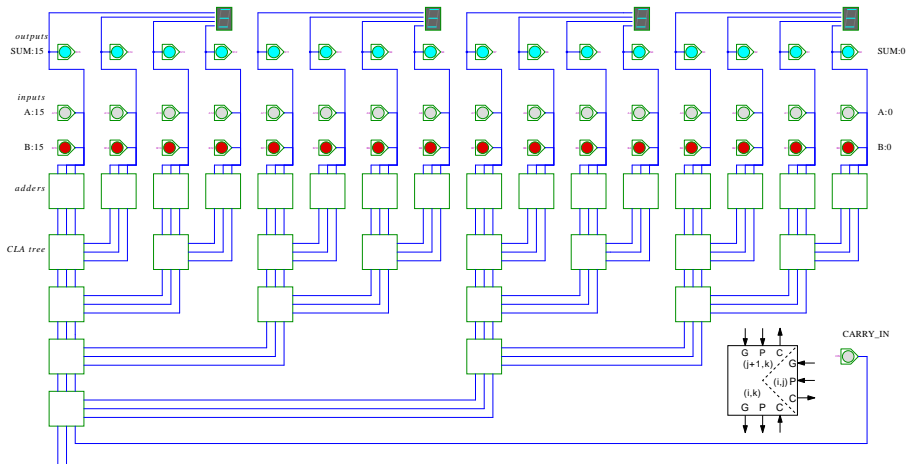 outputs
SUM:15
SUM:0
inputs
A:15
A:0
B:15
B:0
adders
CLA tree
CARRY_IN
G P C
(j+1,k)
G
(i,j) P
(i,k)
C
G P C